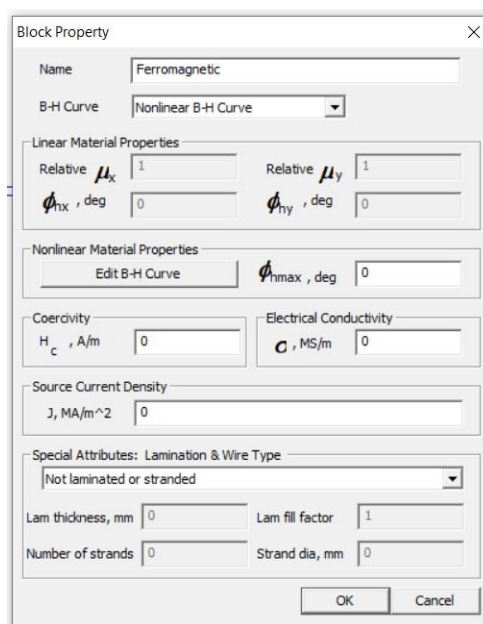 Block Property
Name Ferromagnetic
B-H Curve Nonlinear B-H Curve
Linear Material Properties
Relative μx 1 Relative μy 1
ϕhx , deg 0 ϕhy , deg 0
Nonlinear Material Properties
Edit B-H Curve ϕhmax , deg 0
Coercivity Electrical Conductivity
Hc , A/m 0 σ , MS/m 0
Source Current Density
J, MA/m^2 0
Special Attributes: Lamination & Wire Type
Not laminated or stranded
Lam thickness, mm 0 Lam fill factor 1
Number of strands 0 Strand dia, mm 0
OK Cancel